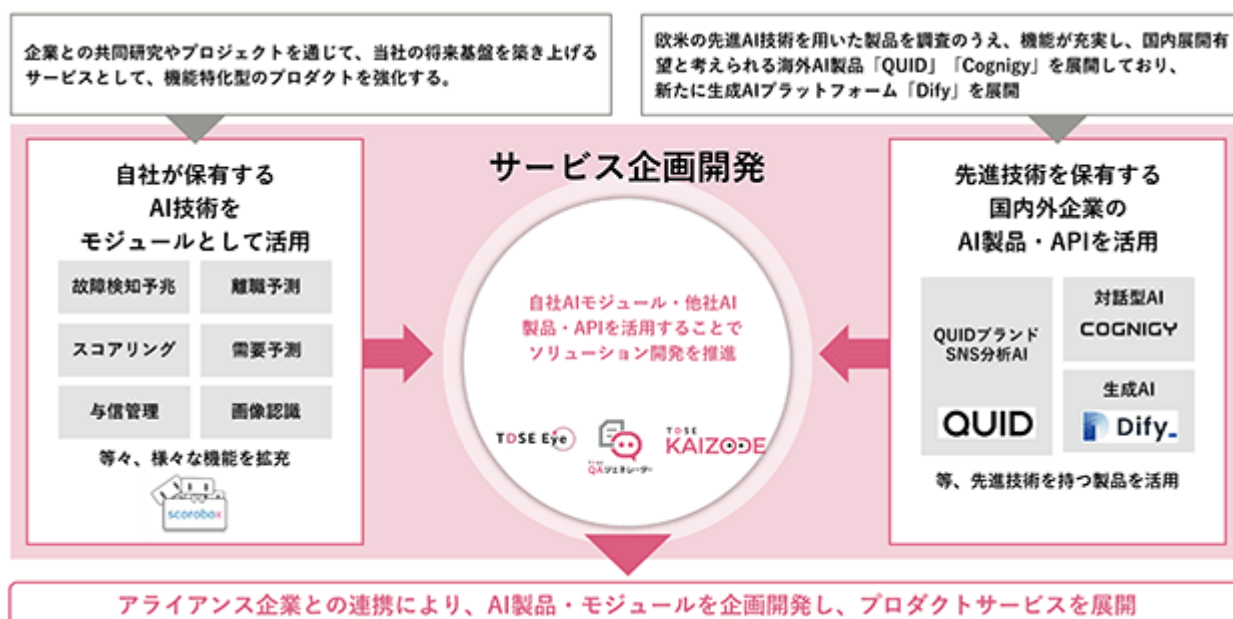 企業との共同研究やプロジェクトを通じて、当社の将来基盤を築き上げる
サービスとして、機能特化型のプロダクトを強化する。
欧米の先進AI技術を用いた製品を調査のうえ、機能が充実し、国内展開有
望と考えられる海外AI製品「QUID」「Cognigy」を展開しており、
新たに生成AIプラットフォーム「Dify」を展開
サービス企画開発
自社が保有する
AI技術を
モジュールとして活用
故障検知予兆
離職予測
スコアリング
需要予測
与信管理
画像認識
等々、様々な機能を拡充
scorobox
自社AIモジュール・他社AI
製品・APIを活用することで
ソリューション開発を推進
TDSE Eye
TDSE
QAジェネレーター
TDSE
KAIZODE
先進技術を保有する
国内外企業の
AI製品・APIを活用
QUIDブランド
SNS分析AI
QUID
対話型AI
COGNIGY
生成AI
Dify_
等、先進技術を持つ製品を活用
アライアンス企業との連携により、AI製品・モジュールを企画開発し、プロダクトサービスを展開